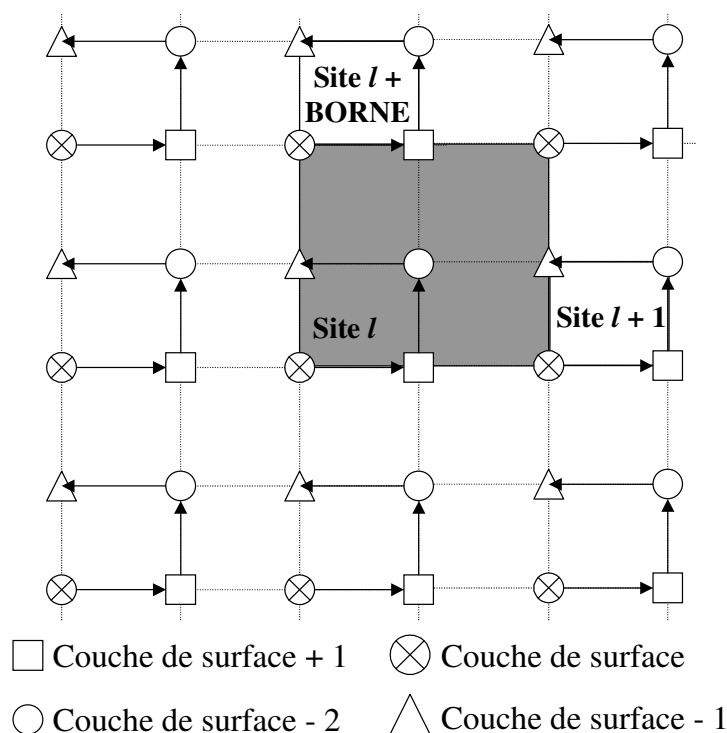 Site l +
BORNE
Site l
Site l + 1
Couche de surface + 1
Couche de surface
Couche de surface - 2
Couche de surface - 1